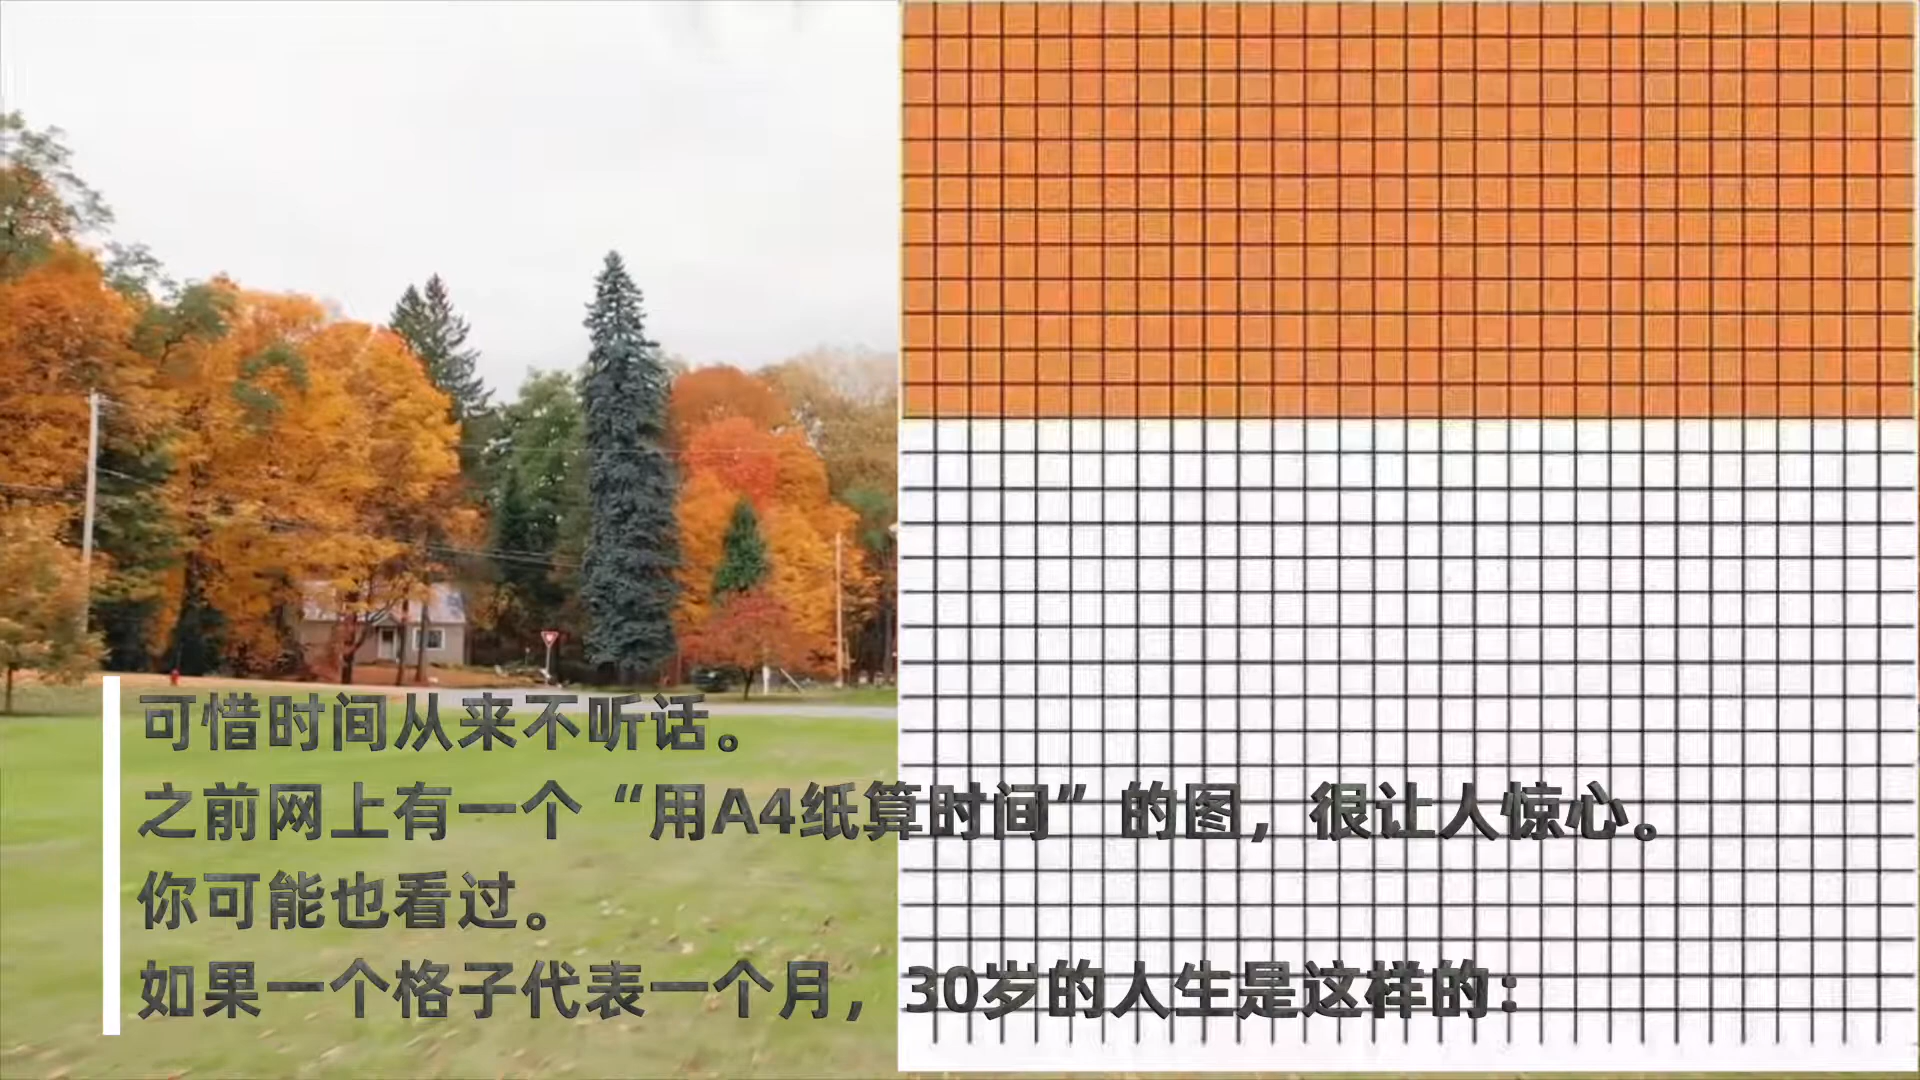 可惜时间从来不听话。
之前网上有一个“用A4纸算时间”的图，很让人惊心。
你可能也看过。
如果一个格子代表一个月，30岁的人生是这样的：